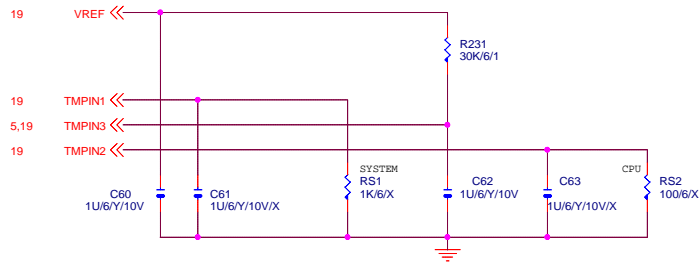 19 VREF
R231
30K/6/1
19 TMPIN1
5,19 TMPIN3
19 TMPIN2
SYSTEM
CPU
C60
1U/6/Y/10V
C61
1U/6/Y/10V/X
RS1
1K/6/X
C62
1U/6/Y/10V
C63
1U/6/Y/10V/X
RS2
100/6/X